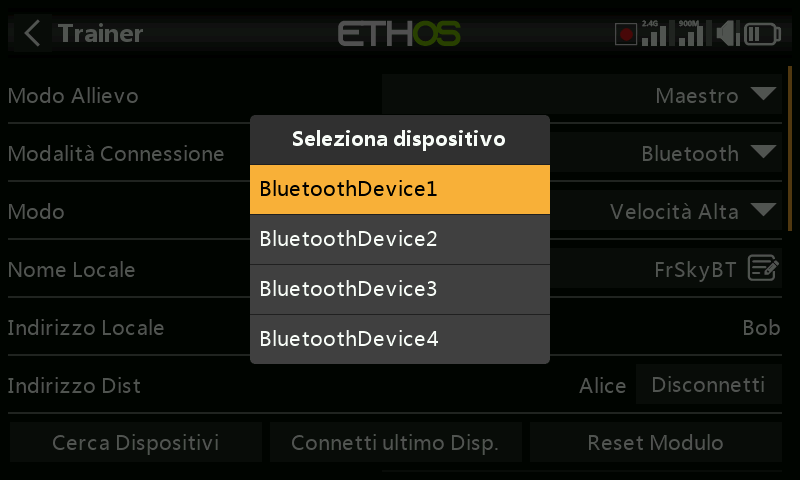 Trainer
ETHOS
2.4G
900M
Modo Allievo
Maestro
Modalità Connessione
Bluetooth
Modo
Velocità Alta
Nome Locale
FrSkyBT
Indirizzo Locale
Bob
Indirizzo Dist
Alice
Disconnetti
Cerca Dispositivi
Connetti ultimo Disp.
Reset Modulo
Seleziona dispositivo
BluetoothDevice1
BluetoothDevice2
BluetoothDevice3
BluetoothDevice4